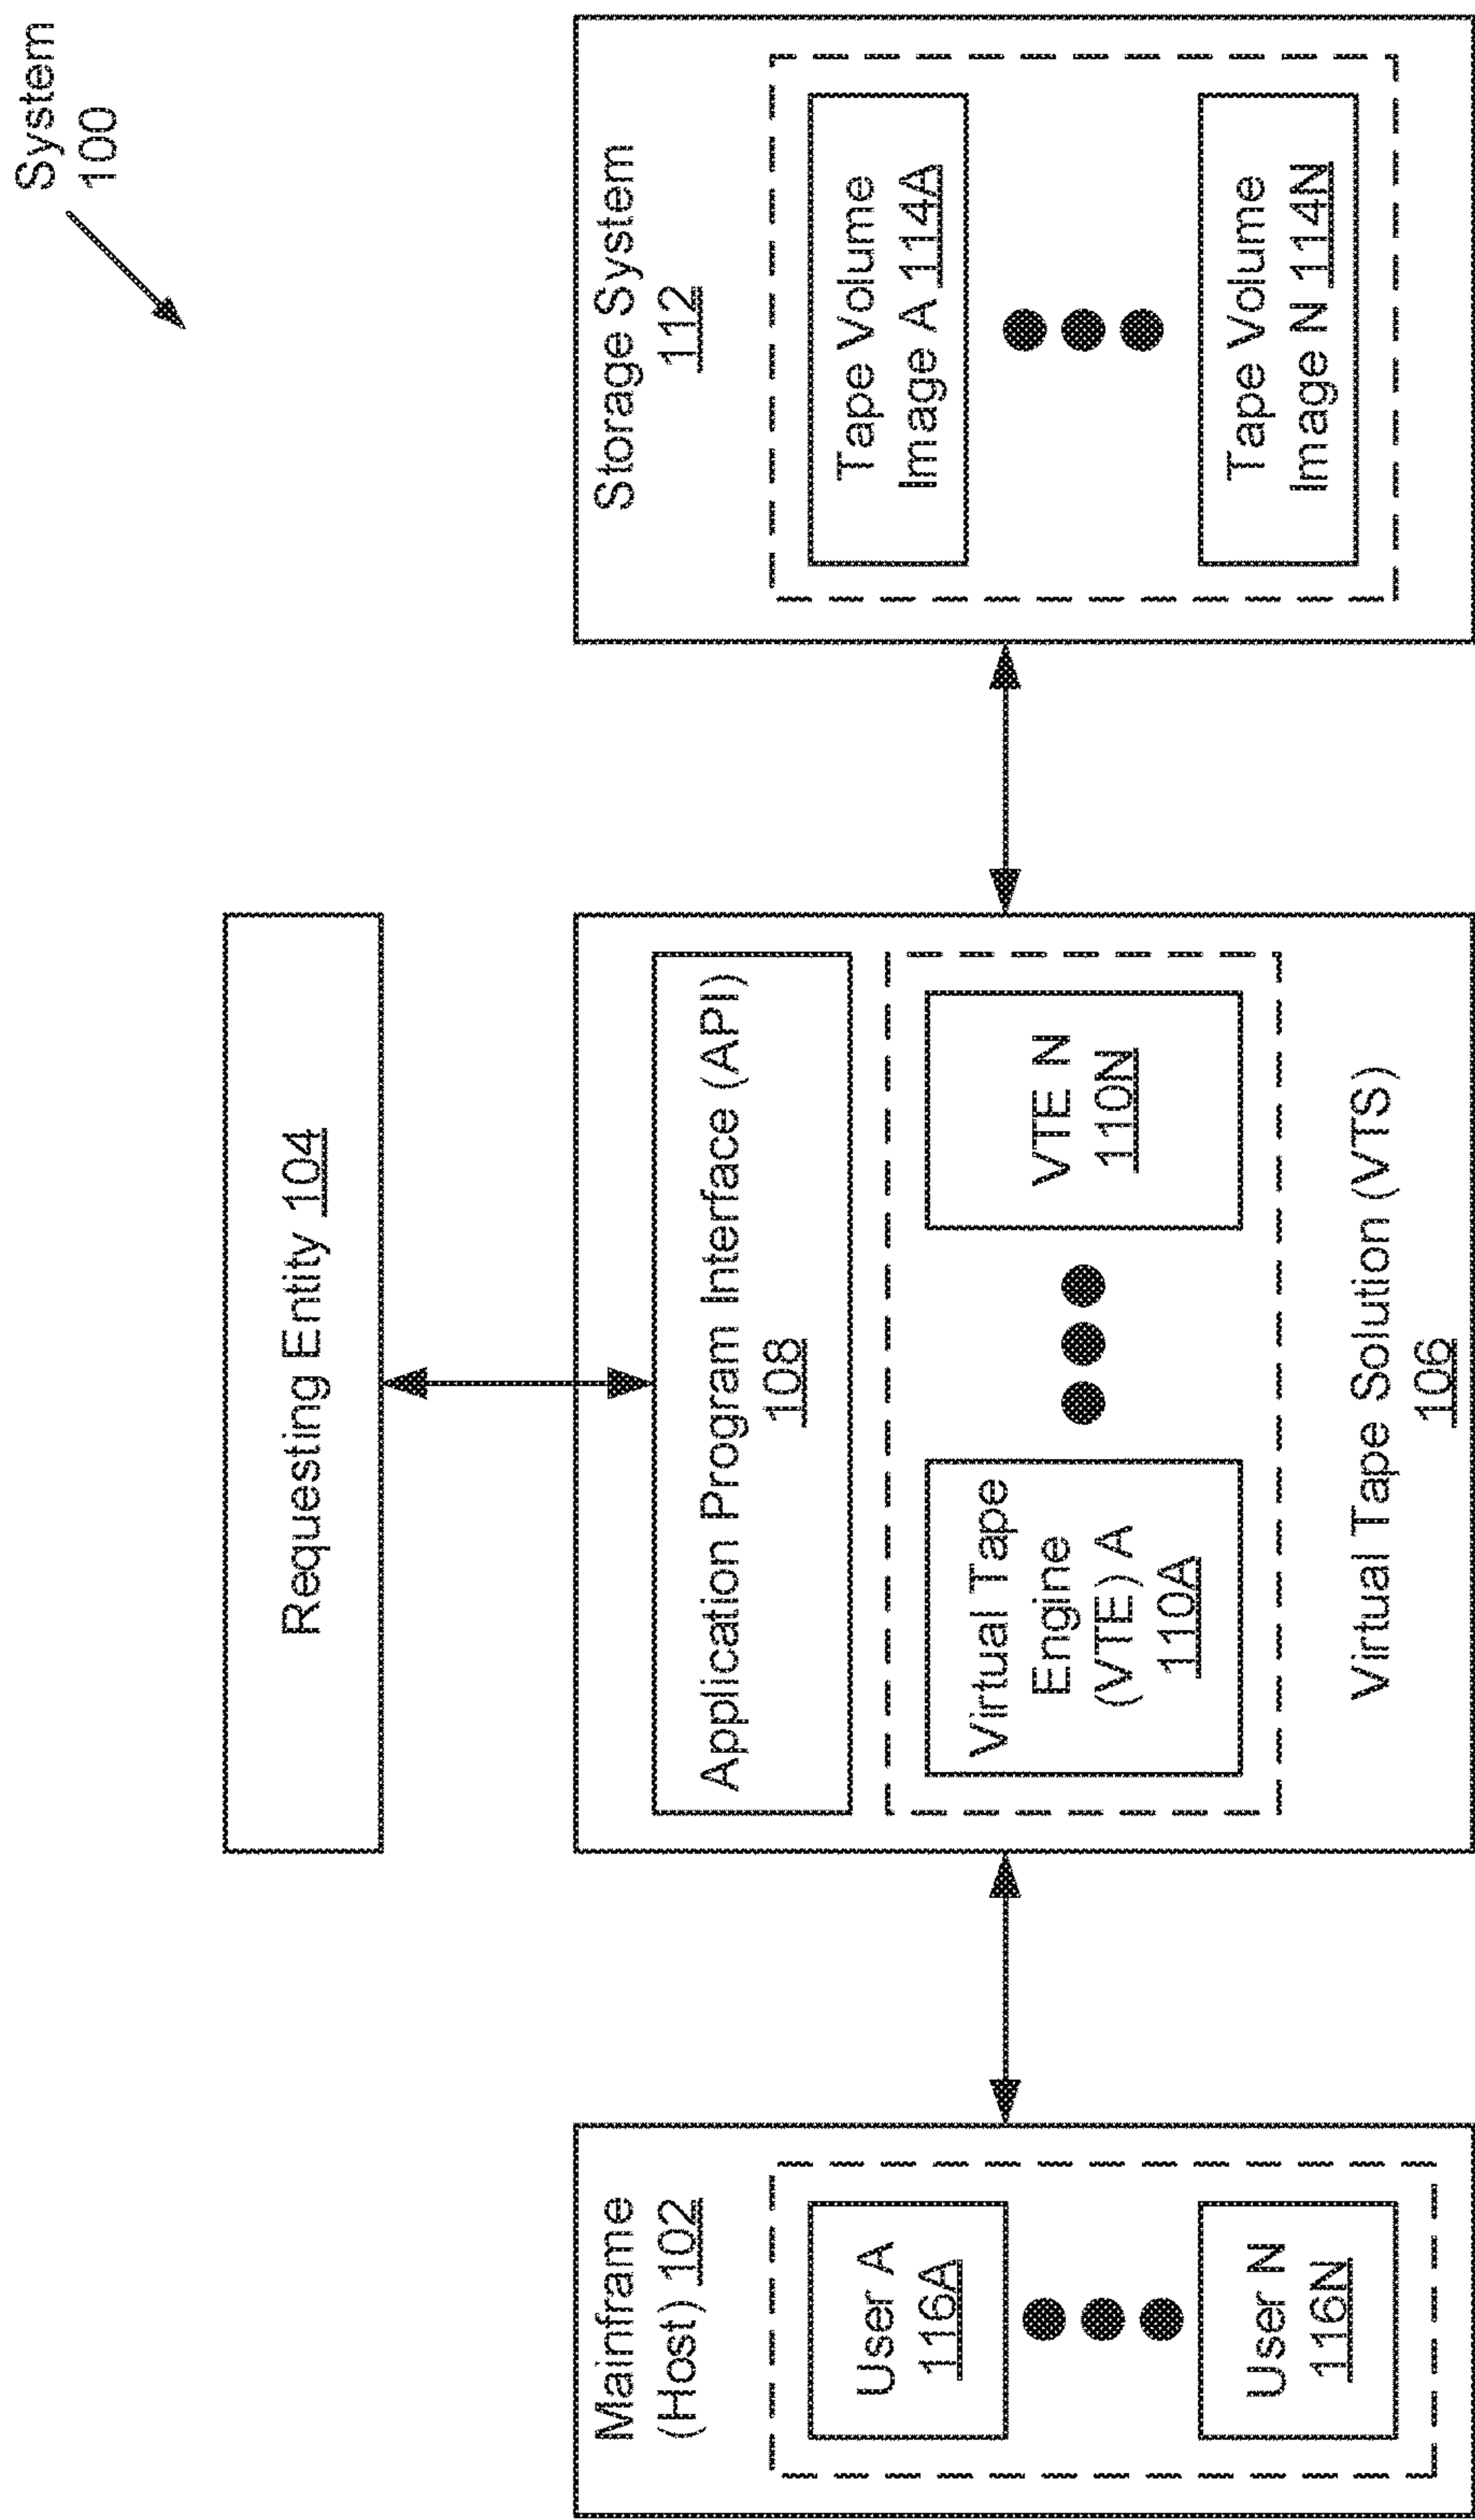 System
100
Requesting Entity 104
Mainframe
(Host) 102
User A
116A
User N
116N
Application Program Interface (API)
108
Virtual Tape
Engine
(VTE) A
110A
VTE N
110N
Virtual Tape Solution (VTS)
106
Storage System
112
Tape Volume
Image A 114A
Tape Volume
Image N 114N